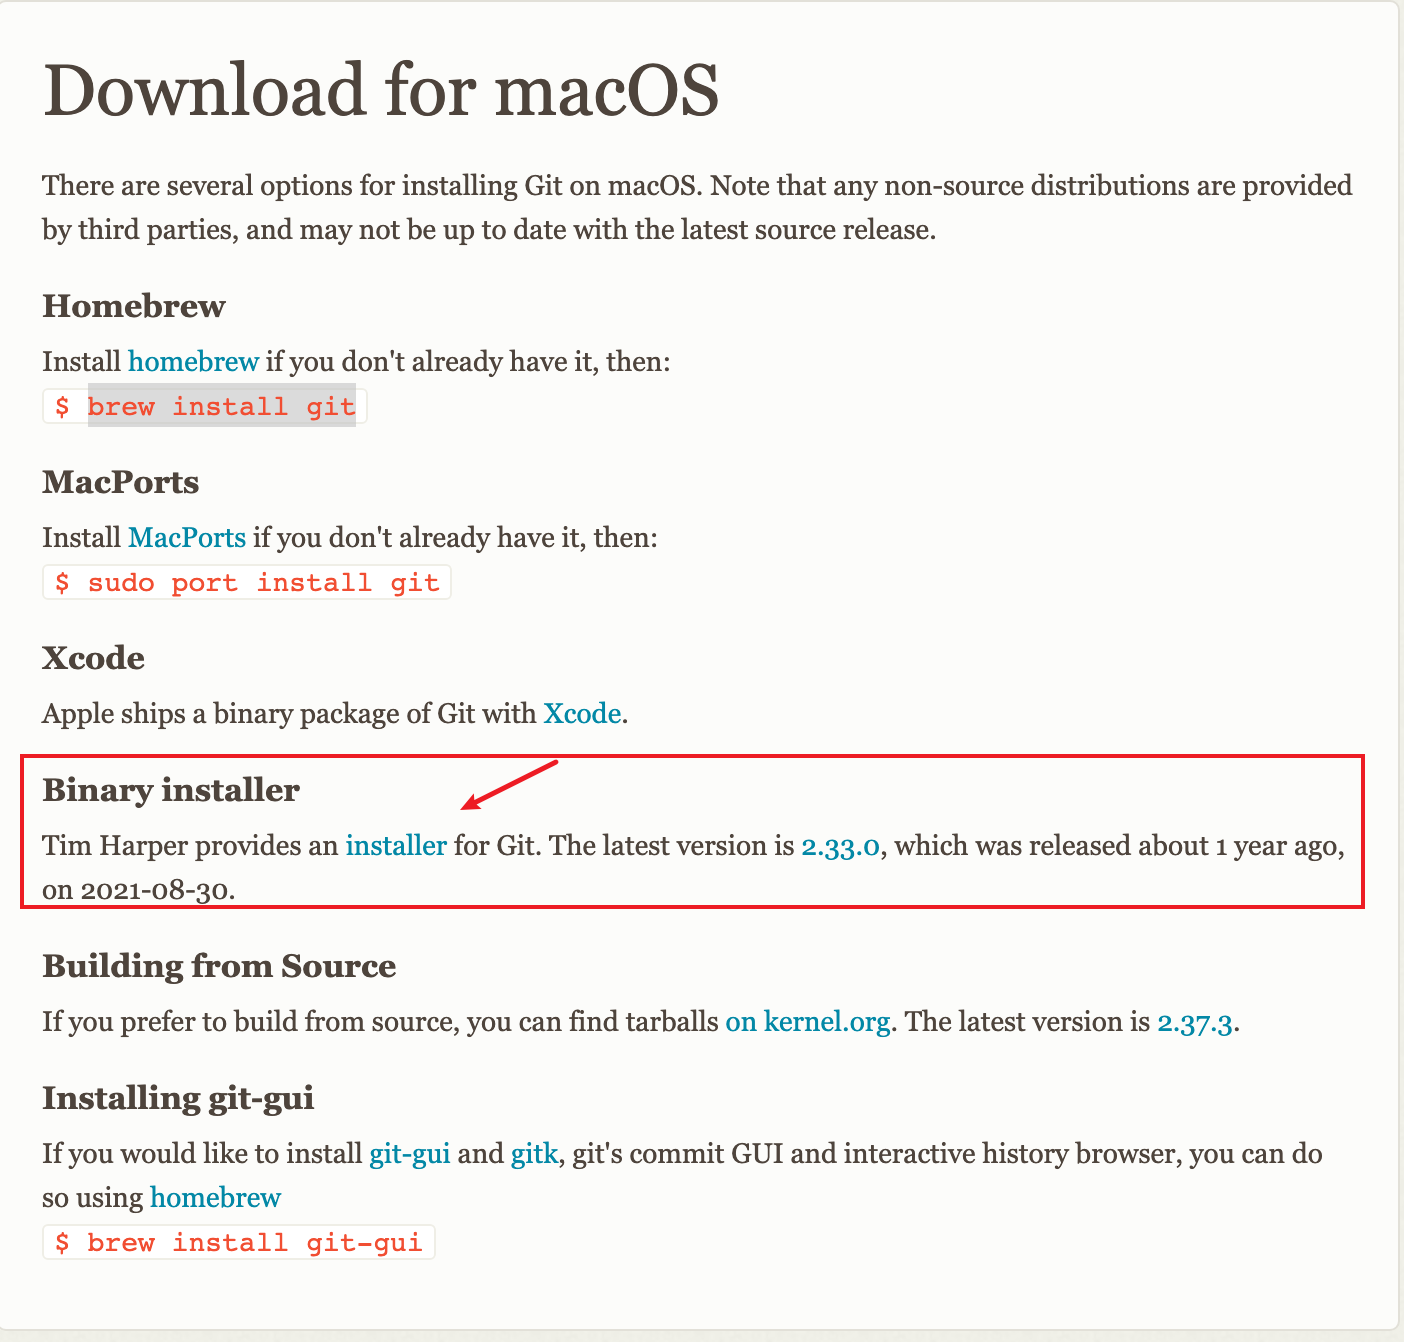 Download for macOS
There are several options for installing Git on macOS. Note that any non-source distributions are provided
by third parties, and may not be up to date with the latest source release.
Homebrew
Install homebrew if you don't already have it, then:
$ brew install git
MacPorts
Install MacPorts if you don't already have it, then:
$ sudo port install git
Xcode
Apple ships a binary package of Git with Xcode.
Binary installer
Tim Harper provides an installer for Git. The latest version is 2.33.0, which was released about 1 year ago,
on 2021-08-30.
Building from Source
If you prefer to build from source, you can find tarballs on kernel.org. The latest version is 2.37.3.
Installing git-gui
If you would like to install git-gui and gitk, git's commit GUI and interactive history browser, you can do
so using homebrew
$ brew install git-gui